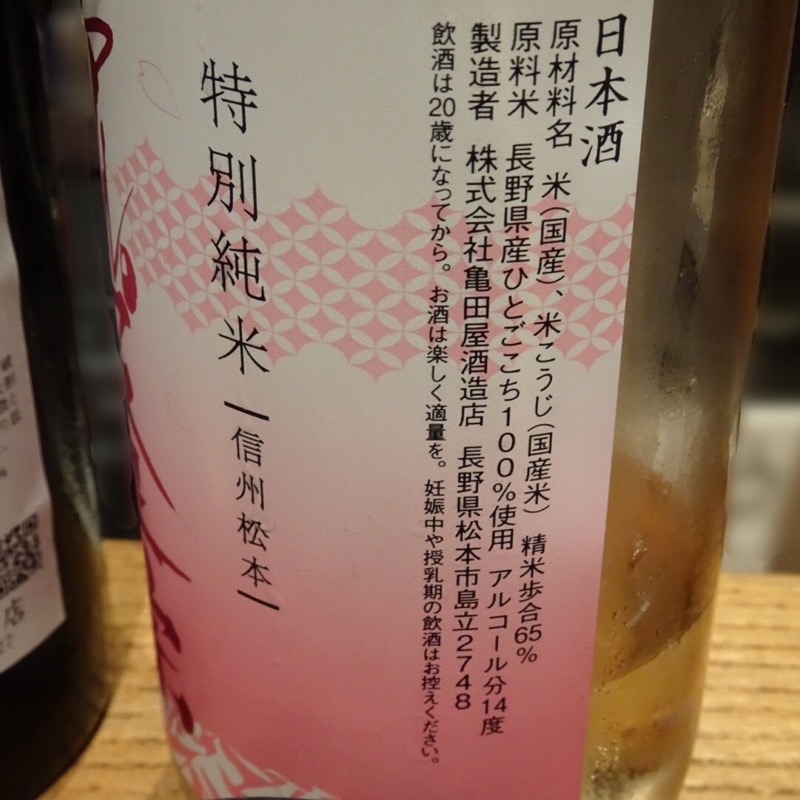 日本酒
原材料名 米(国産)、米こうじ(国産米) 精米歩合65%
原料米 長野県産ひとごこち100%使用 アルコール分14度
製造者 株式会社亀田屋酒造店 長野県松本市島立2748
飲酒は20歳になってから。お酒は楽しく適量を。妊娠中や授乳期の飲酒はお控えください。
特別純米
信州松本
店